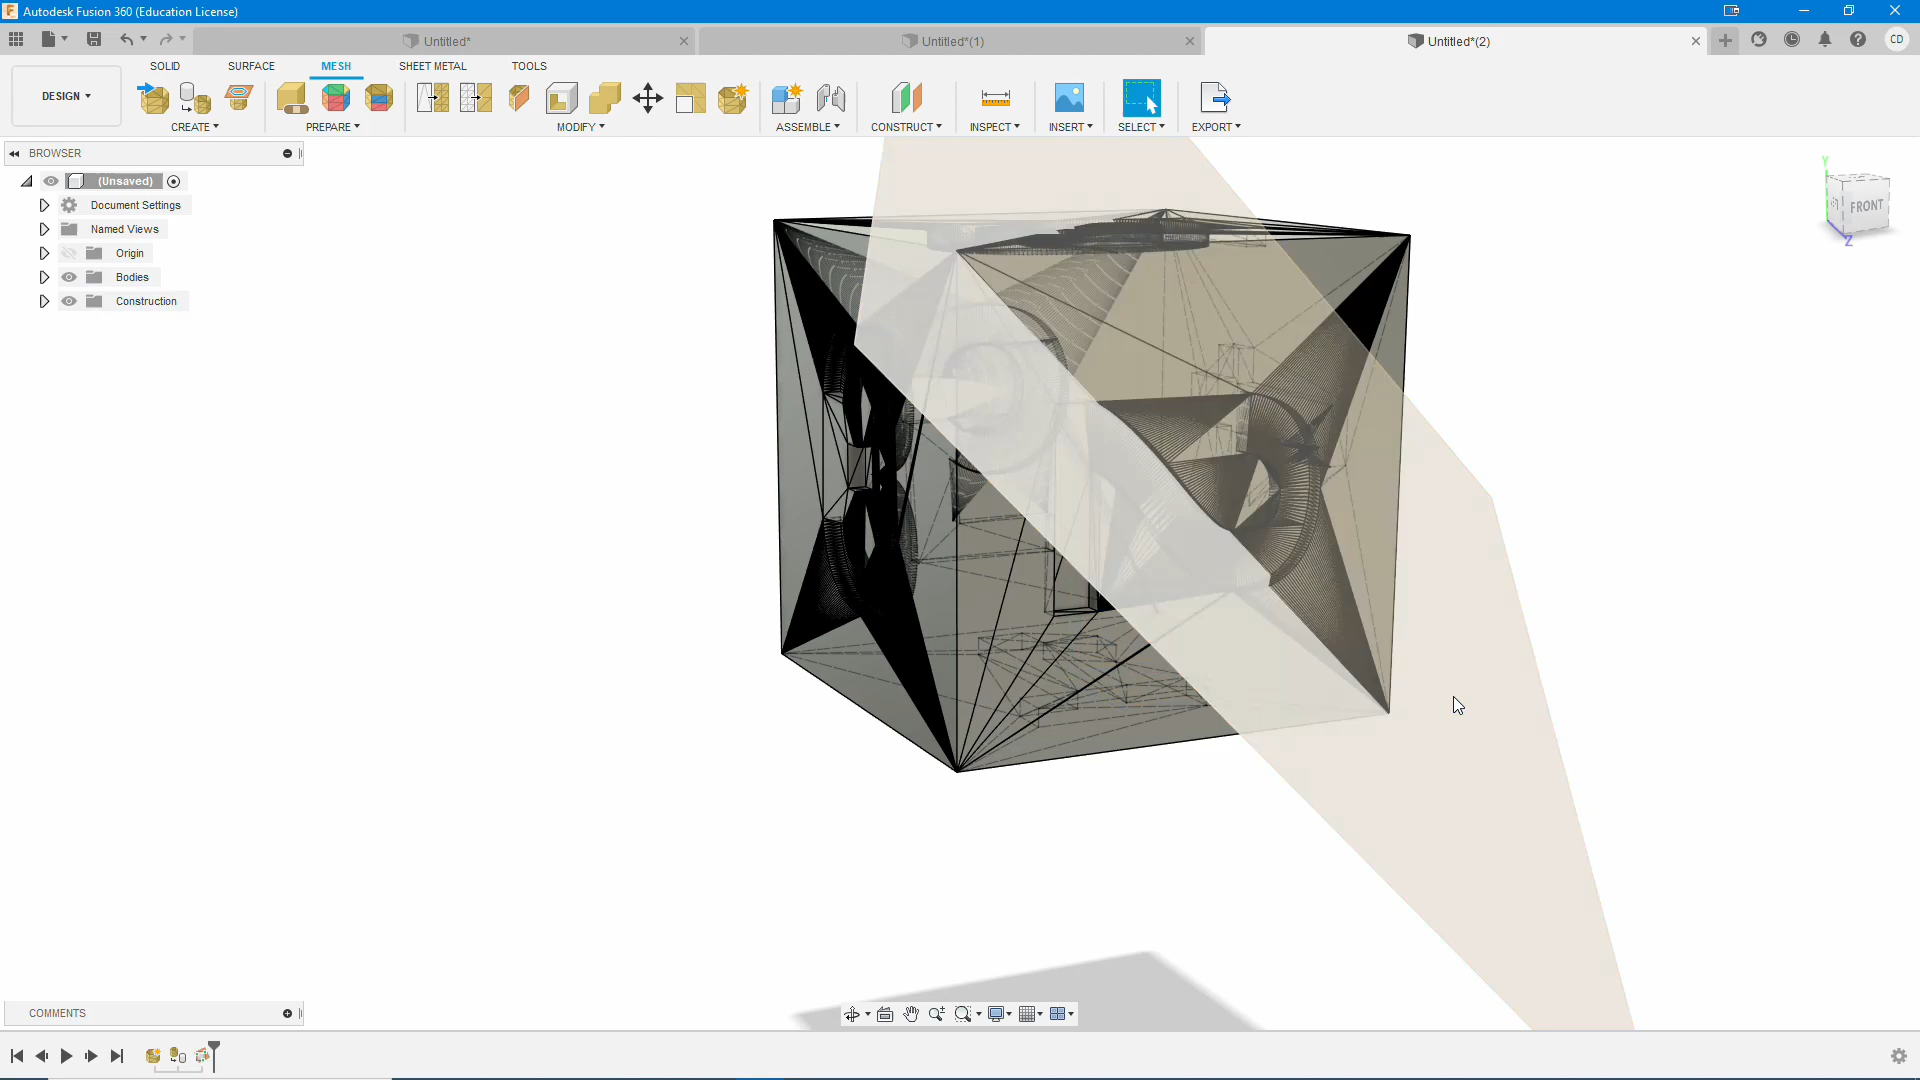 Autodesk Fusion 360 (Education License)
Untitled*
Untitled*(1)
Untitled*(2)
CD
DESIGN
SOLID
SURFACE
MESH
SHEET METAL
TOOLS
CREATE
PREPARE
MODIFY
ASSEMBLE
CONSTRUCT
INSPECT
INSERT
SELECT
EXPORT
BROWSER
(Unsaved)
Document Settings
Named Views
Origin
Bodies
Construction
Y
FRONT
Z
COMMENTS